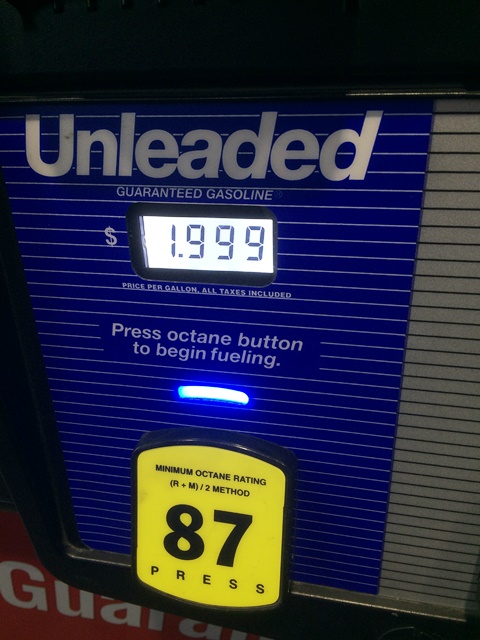 Unleaded
GUARANTEED GASOLINE
$ 1.999
PRICE PER GALLON, ALL TAXES INCLUDED
Press octane button
to begin fueling.
MINIMUM OCTANE RATING
(R + M) / 2 METHOD
87
PRESS